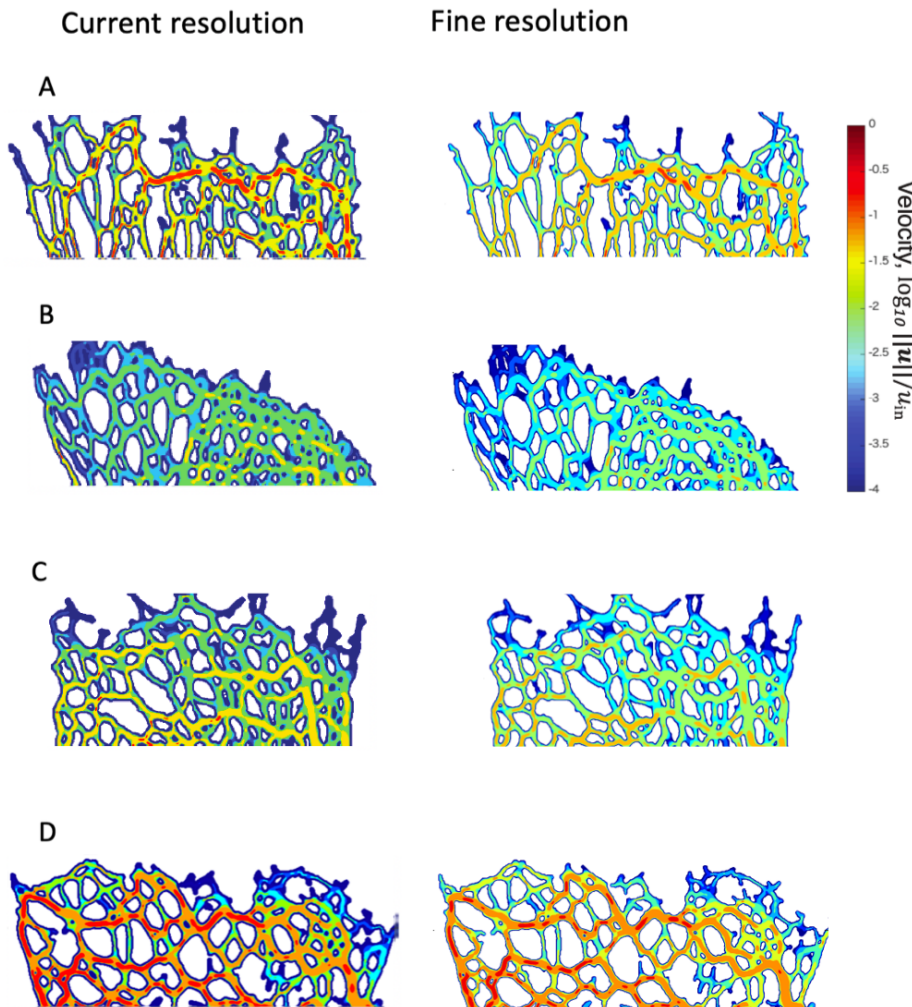 Current resolution
Fine resolution
A
B
C
D
0
-0.5
-1
-1.5
-2
-2.5
-3
-3.5
-4
Velocity, log₁₀ ||𝒖||/𝑢ᵢₙ